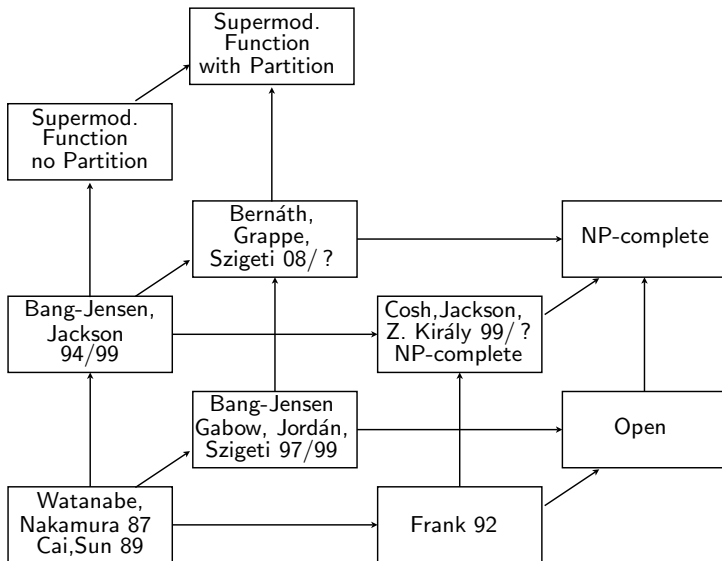 Supermod.
Function
with Partition
Supermod.
Function
no Partition
Bernáth,
Grappe,
Szigeti 08/ ?
NP-complete
Bang-Jensen,
Jackson
94/99
Cosh,Jackson,
Z. Király 99/ ?
NP-complete
Bang-Jensen
Gabow, Jordán,
Szigeti 97/99
Open
Watanabe,
Nakamura 87
Cai,Sun 89
Frank 92